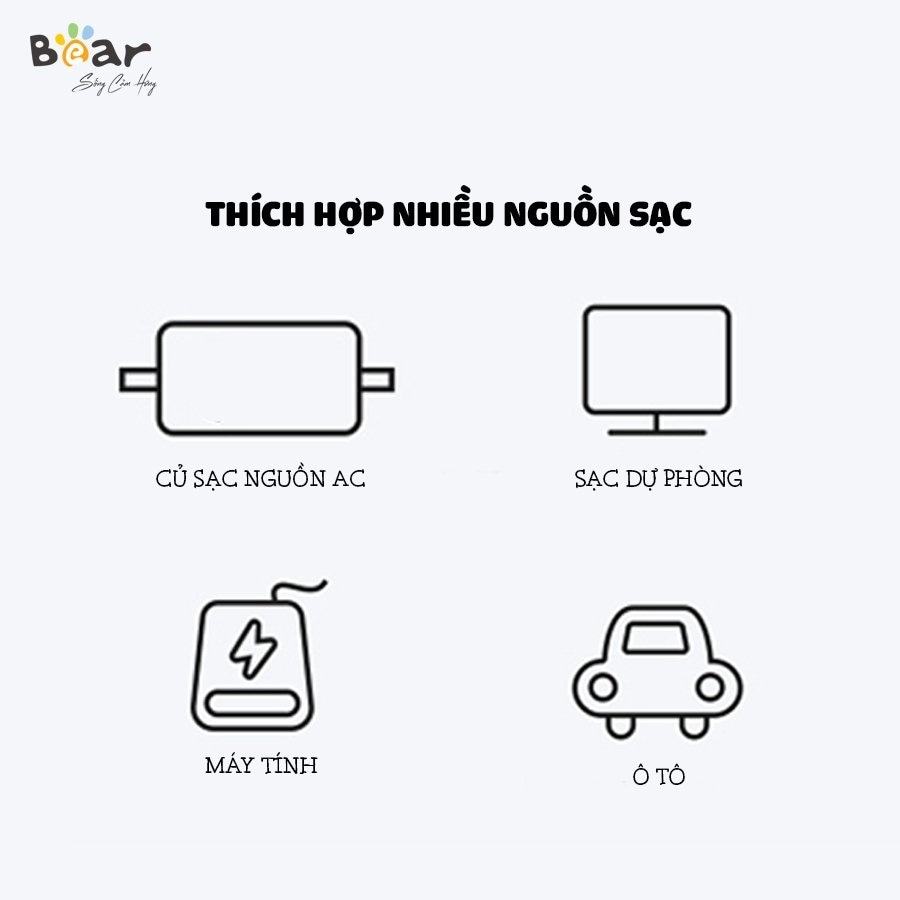 Bear
Sống Cảm Hứng
THÍCH HỢP NHIỀU NGUỒN SẠC
CỦ SẠC NGUỒN AC
SẠC DỰ PHÒNG
MÁY TÍNH
Ô TÔ